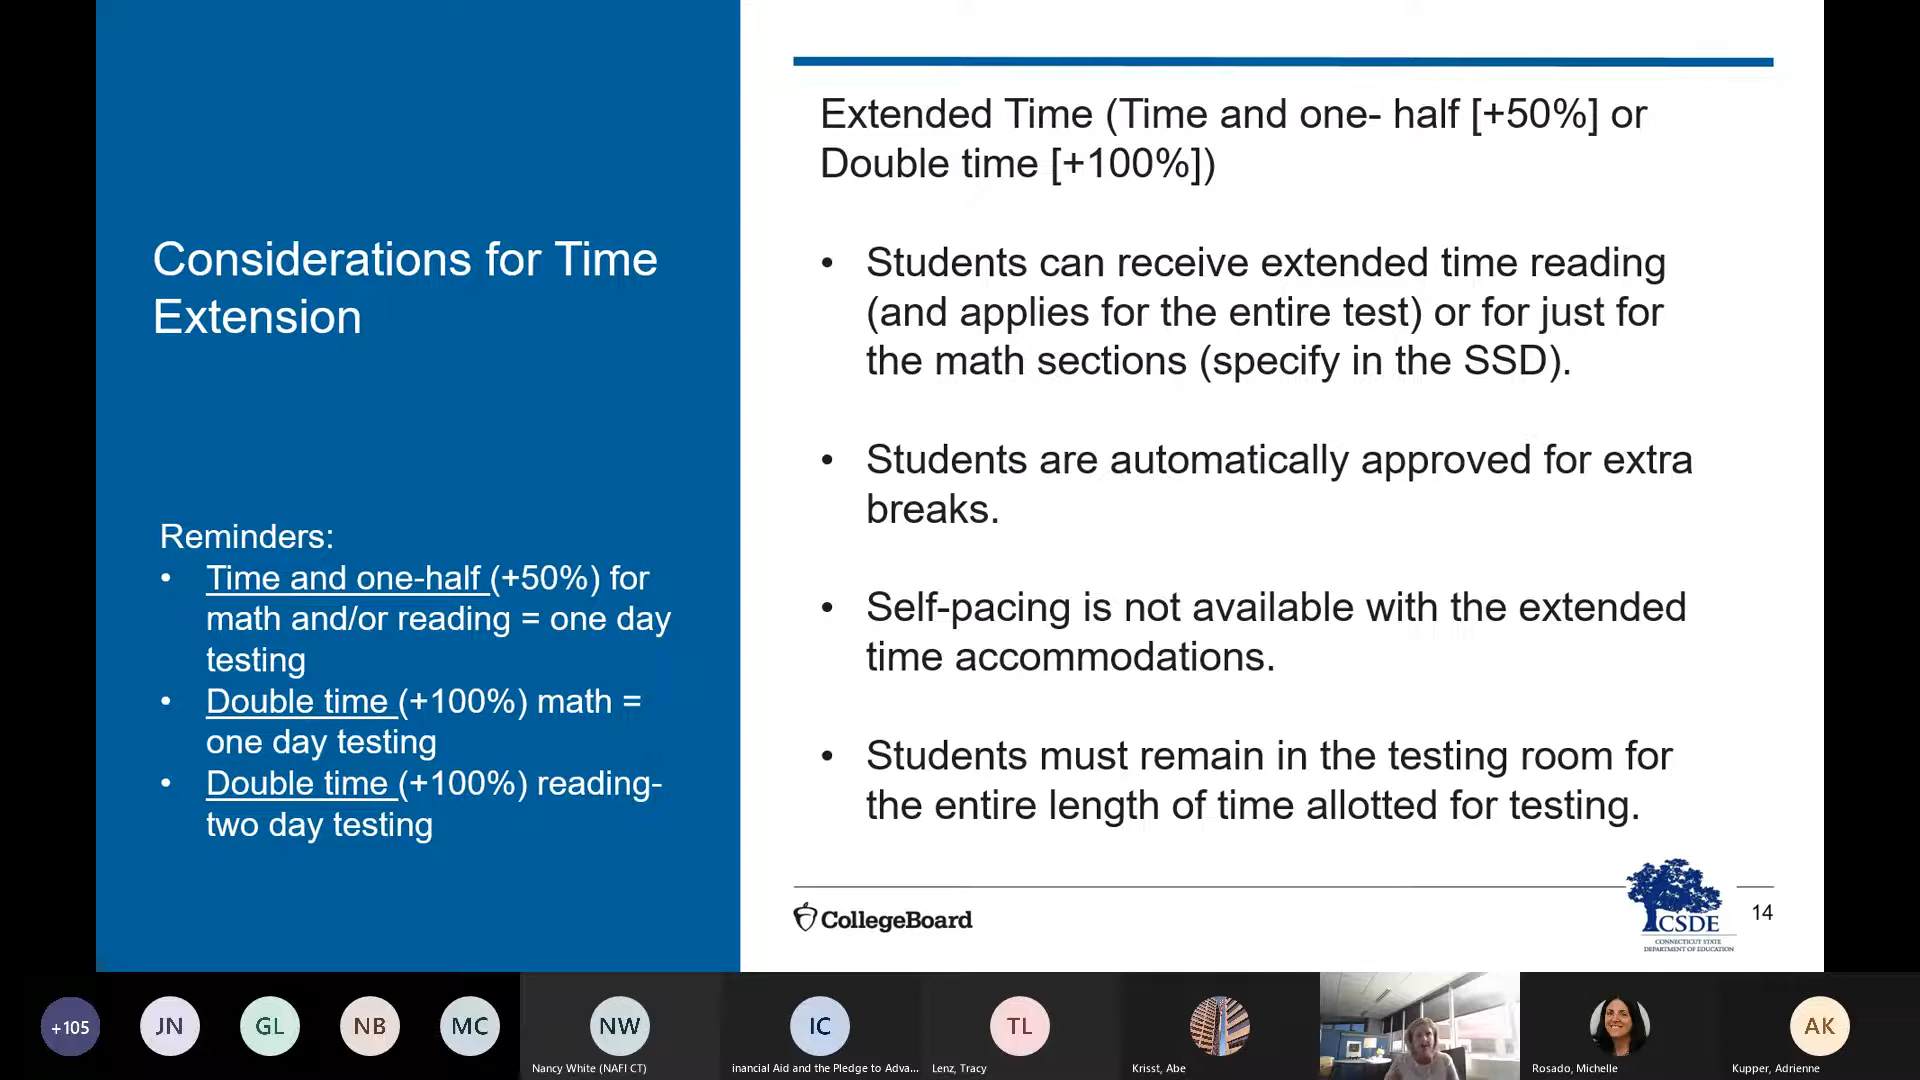 Considerations for Time
Extension
Reminders:
• Time and one-half (+50%) for
math and/or reading = one day
testing
• Double time (+100%) math =
one day testing
• Double time (+100%) reading-
two day testing
Extended Time (Time and one- half [+50%] or
Double time [+100%])
• Students can receive extended time reading
(and applies for the entire test) or for just for
the math sections (specify in the SSD).
• Students are automatically approved for extra
breaks.
• Self-pacing is not available with the extended
time accommodations.
• Students must remain in the testing room for
the entire length of time allotted for testing.
CollegeBoard
CSDE
CONNECTICUT STATE
DEPARTMENT OF EDUCATION
14
+105
JN
GL
NB
MC
NW
IC
TL
AK
Nancy White (NAFI CT)
inancial Aid and the Pledge to Adva...
Lenz, Tracy
Krisst, Abe
Rosado, Michelle
Kupper, Adrienne